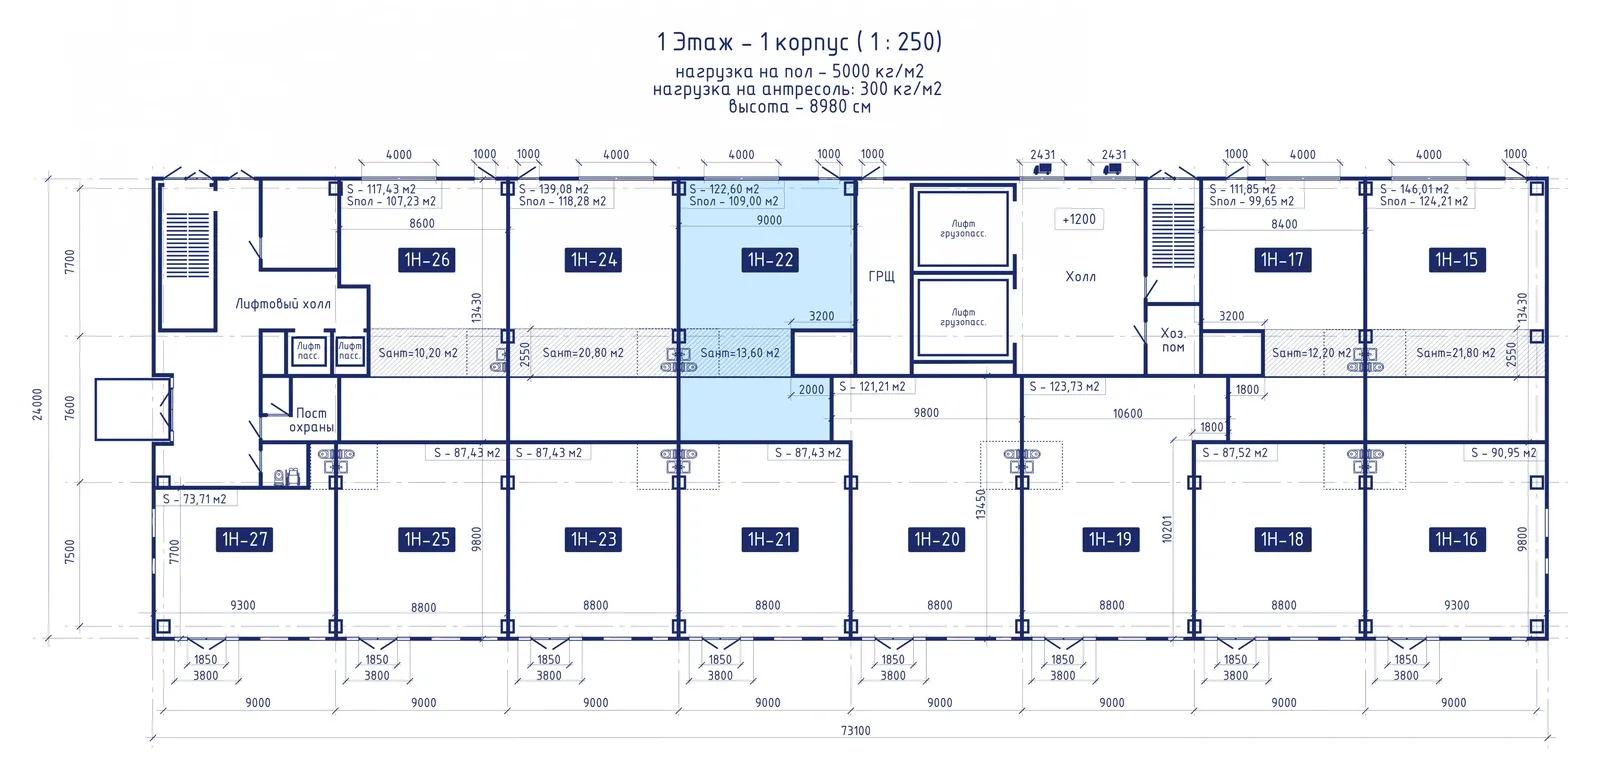 1 Этаж - 1 корпус ( 1 : 250)
нагрузка на пол - 5000 кг/м2
нагрузка на антресоль: 300 кг/м2
высота - 8980 см
4000 1000 1000 4000 4000 1000 1000 2431 2431 1000 4000 4000 1000
S - 117,43 м2
Sпол - 107,23 м2
S - 139,08 м2
Sпол - 118,28 м2
S - 122,60 м2
Sпол - 109,00 м2
S - 111,85 м2
Sпол - 99,65 м2
S - 146,01 м2
Sпол - 124,21 м2
8600 9000 8400
+1200
Лифт
грузопасс.
1Н-26 1Н-24 1Н-22 1Н-17 1Н-15
ГРЩ
Холл
7700
Лифтовый холл
13430
13430
3200 3200
Лифт
грузопасс.
Хоз.
пом
Лифт
пасс.
Лифт
пасс.
Sант=10,20 м2
2550
Sант=20,80 м2
Sант=13,60 м2
Sант=12,20 м2
Sант=21,80 м2
2550
24000
7600
2000
S - 121,21 м2
S - 123,73 м2
1800
Пост
охраны
9800 10600
1800
S - 87,43 м2
S - 87,43 м2
S - 87,43 м2
S - 87,52 м2
S - 90,95 м2
S - 73,71 м2
13450
10201
7500
7700
9800
9800
1Н-27 1Н-25 1Н-23 1Н-21 1Н-20 1Н-19 1Н-18 1Н-16
9300 8800 8800 8800 8800 8800 8800 9300
1850 1850 1850 1850 1850 1850 1850 1850
3800 3800 3800 3800 3800 3800 3800 3800
9000 9000 9000 9000 9000 9000 9000 9000
73100